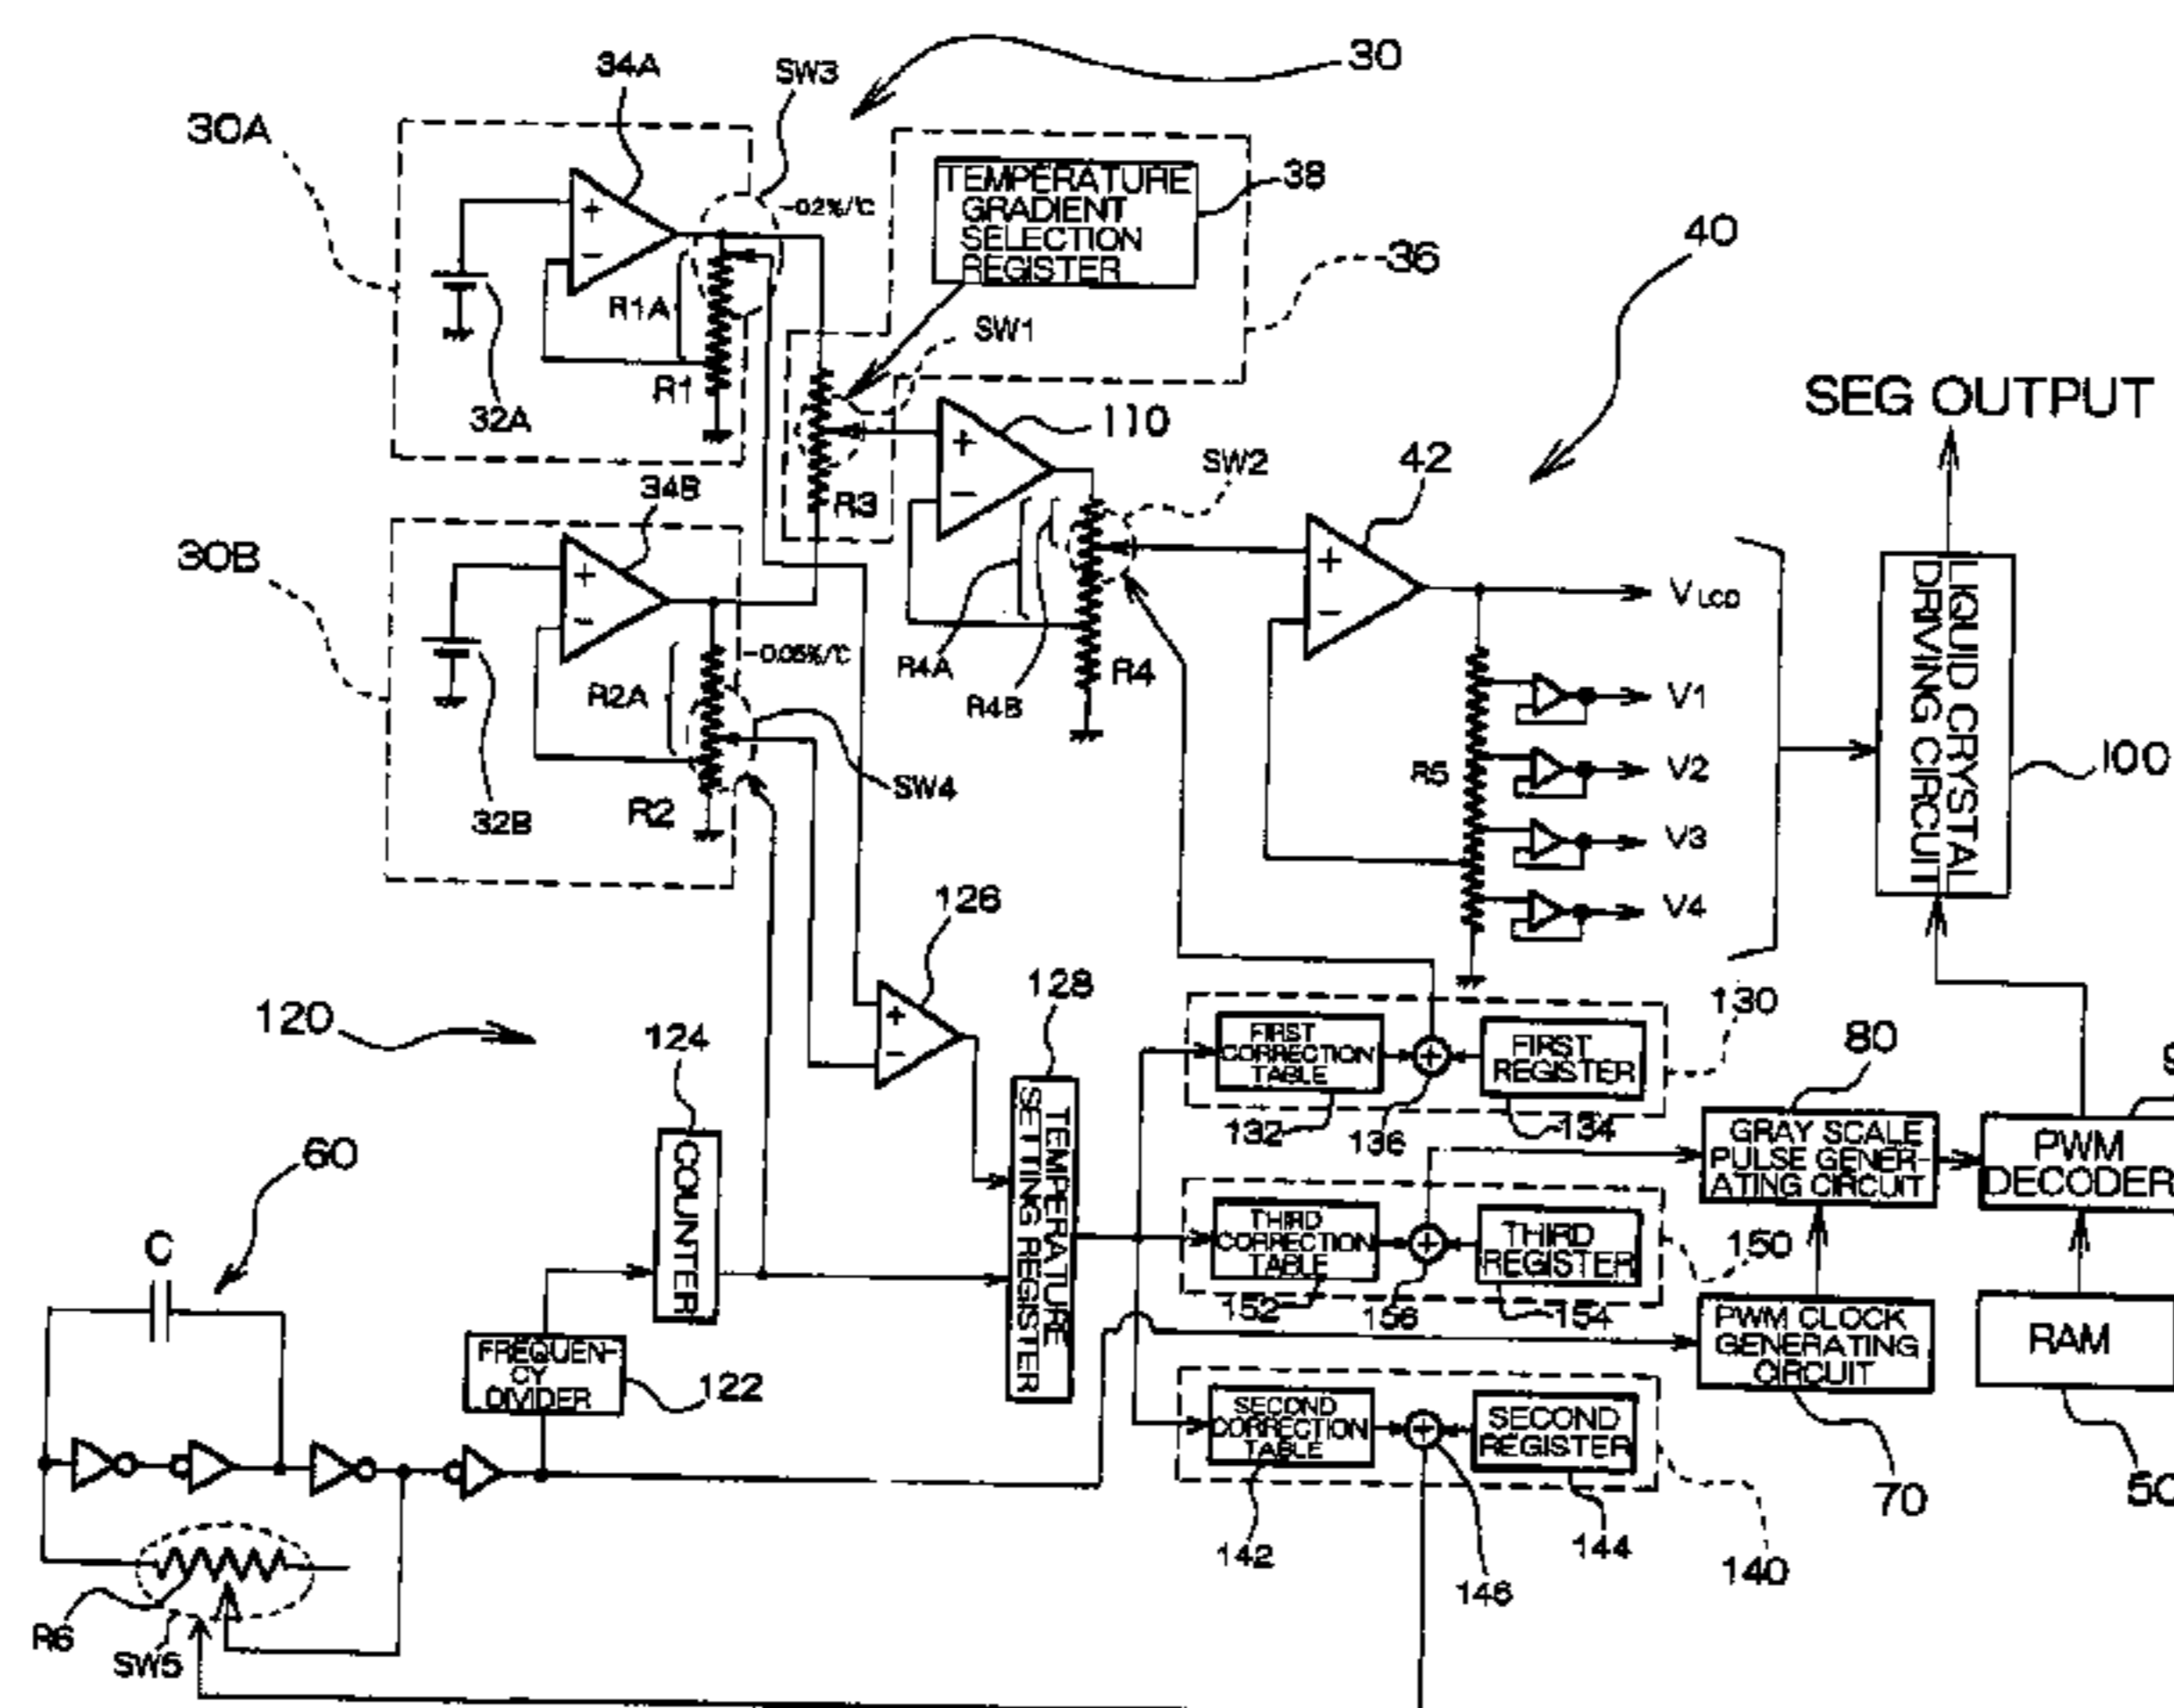 30
34A
SW3
30A
-0.2%/°C
TEMPERATURE
GRADIENT
SELECTION
REGISTER
38
36
40
R1A
R1
32A
SW1
110
SEG OUTPUT
R3
SW2
42
34B
30B
-0.05%/°C
R2A
R2
32B
SW4
R4A
R4B
R4
VLCD
V1
V2
V3
V4
R5
LIQUID CRYSTAL
DRIVING CIRCUIT
100
126
128
120
124
COUNTER
TEMPERATURE
SETTING REGISTER
FIRST
CORRECTION
TABLE
FIRST
REGISTER
130
132
136
134
80
GRAY SCALE
PULSE GENER-
ATING CIRCUIT
PWM
DECODER
60
C
THIRD
CORRECTION
TABLE
THIRD
REGISTER
150
152
156
154
PWM CLOCK
GENERATING
CIRCUIT
RAM
FREQUEN-
CY
DIVIDER
122
SECOND
CORRECTION
TABLE
SECOND
REGISTER
70
50
142
146
144
140
R6
SW5